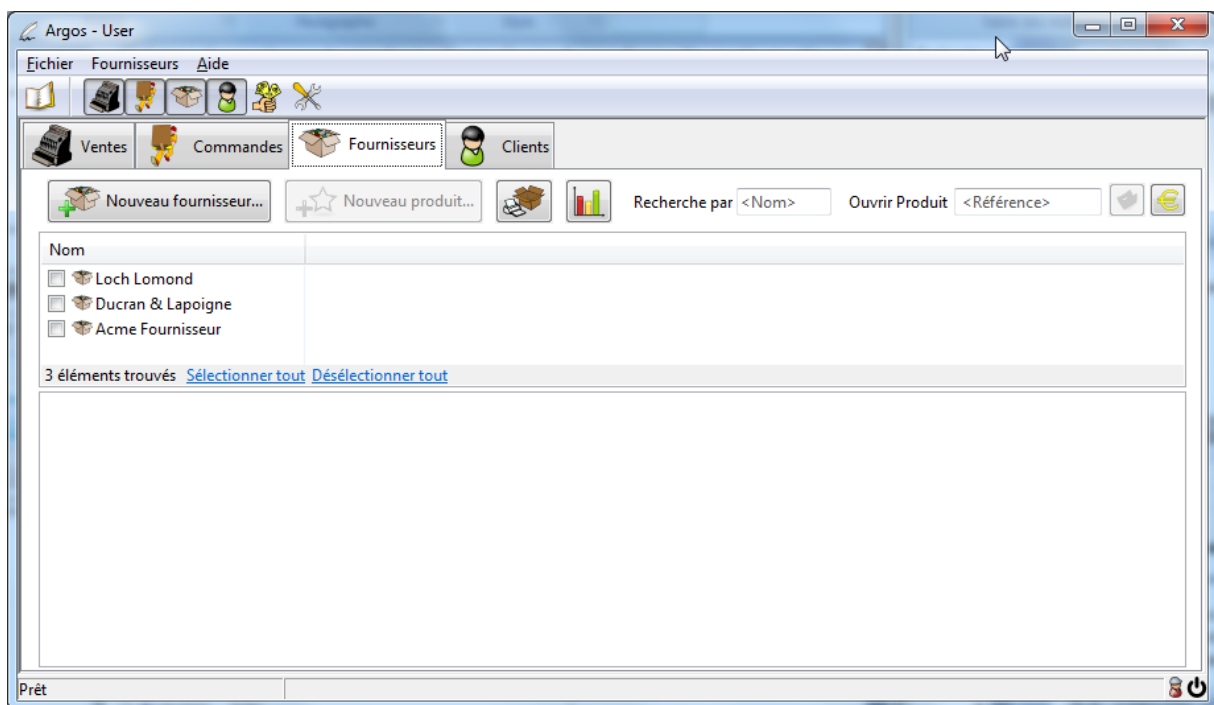 Argos - User
Fichier Fournisseurs Aide
Ventes Commandes Fournisseurs Clients
Nouveau fournisseur... Nouveau produit... Recherche par <Nom> Ouvrir Produit <Référence>
Nom
Loch Lomond
Ducran & Lapoigne
Acme Fournisseur
3 éléments trouvés Sélectionner tout Désélectionner tout
Prêt